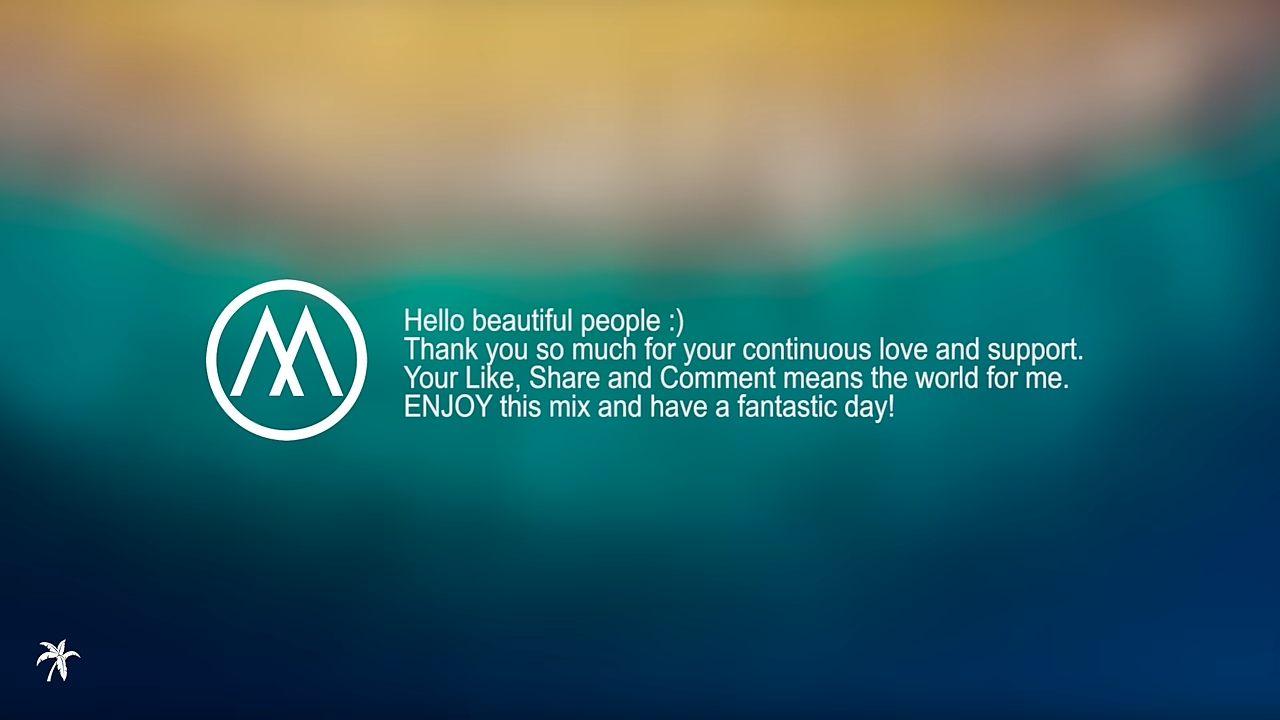 Hello beautiful people :)
Thank you so much for your continuous love and support.
Your Like, Share and Comment means the world for me.
ENJOY this mix and have a fantastic day!